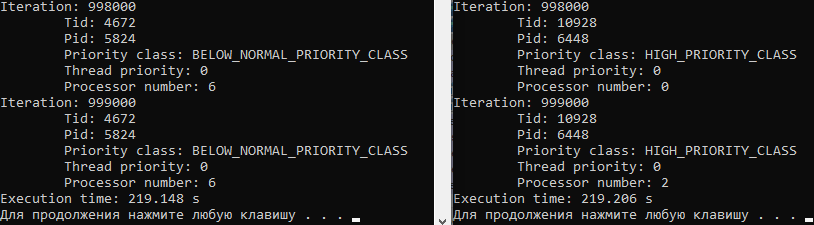 Iteration: 998000
Tid: 4672
Pid: 5824
Priority class: BELOW_NORMAL_PRIORITY_CLASS
Thread priority: 0
Processor number: 6
Iteration: 999000
Tid: 4672
Pid: 5824
Priority class: BELOW_NORMAL_PRIORITY_CLASS
Thread priority: 0
Processor number: 6
Execution time: 219.148 s
Для продолжения нажмите любую клавишу . . .
Iteration: 998000
Tid: 10928
Pid: 6448
Priority class: HIGH_PRIORITY_CLASS
Thread priority: 0
Processor number: 0
Iteration: 999000
Tid: 10928
Pid: 6448
Priority class: HIGH_PRIORITY_CLASS
Thread priority: 0
Processor number: 2
Execution time: 219.206 s
Для продолжения нажмите любую клавишу . . .